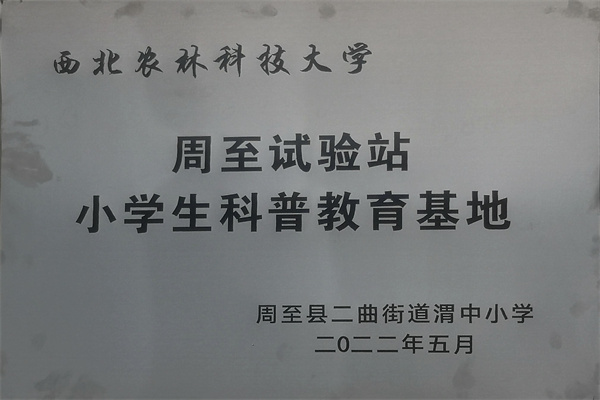 西北农林科技大学
周至试验站
小学生科普教育基地
周至县二曲街道渭中小学
二0二二年五月